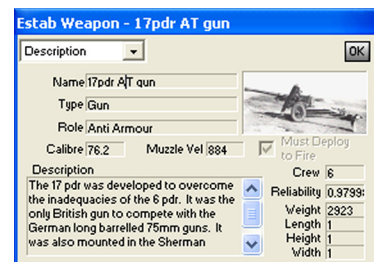 Estab Weapon - 17pdr AT gun
Description
OK
Name 17pdr AT gun
Type Gun
Role Anti Armour
Calibre 76.2 Muzzle Vel 884
Must Deploy to Fire
Description
Crew 6
The 17 pdr was developed to overcome
the inadequacies of the 6 pdr. It was the
only British gun to compete with the
German long barrelled 75mm guns. It
was also mounted in the Sherman
Reliability 0.9799
Weight 2923
Length 1
Height 1
Width 1